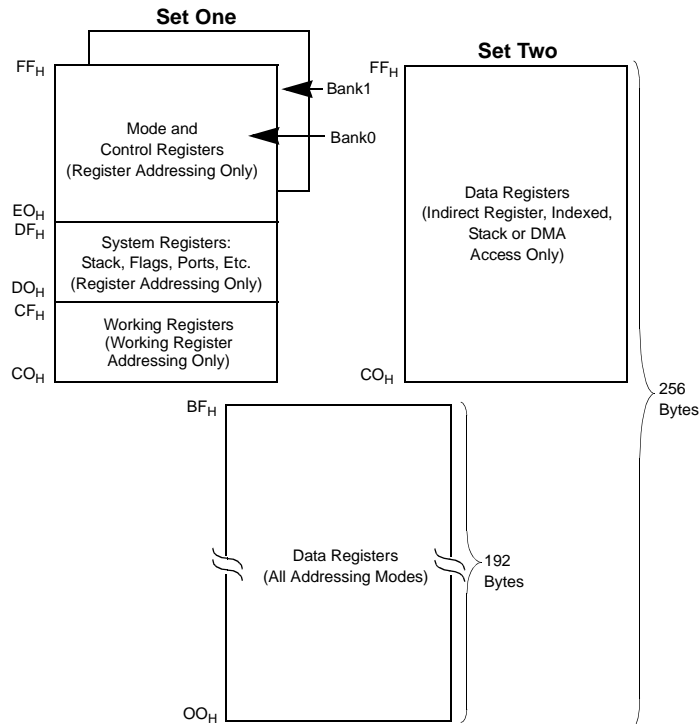 Set One
FFH
Bank1
Bank0
Mode and
Control Registers
(Register Addressing Only)
EOH
DFH
System Registers:
Stack, Flags, Ports, Etc.
(Register Addressing Only)
DOH
CFH
Working Registers
(Working Register
Addressing Only)
COH
Set Two
FFH
Data Registers
(Indirect Register, Indexed,
Stack or DMA
Access Only)
COH
256
Bytes
BFH
Data Registers
(All Addressing Modes)
192
Bytes
OOH